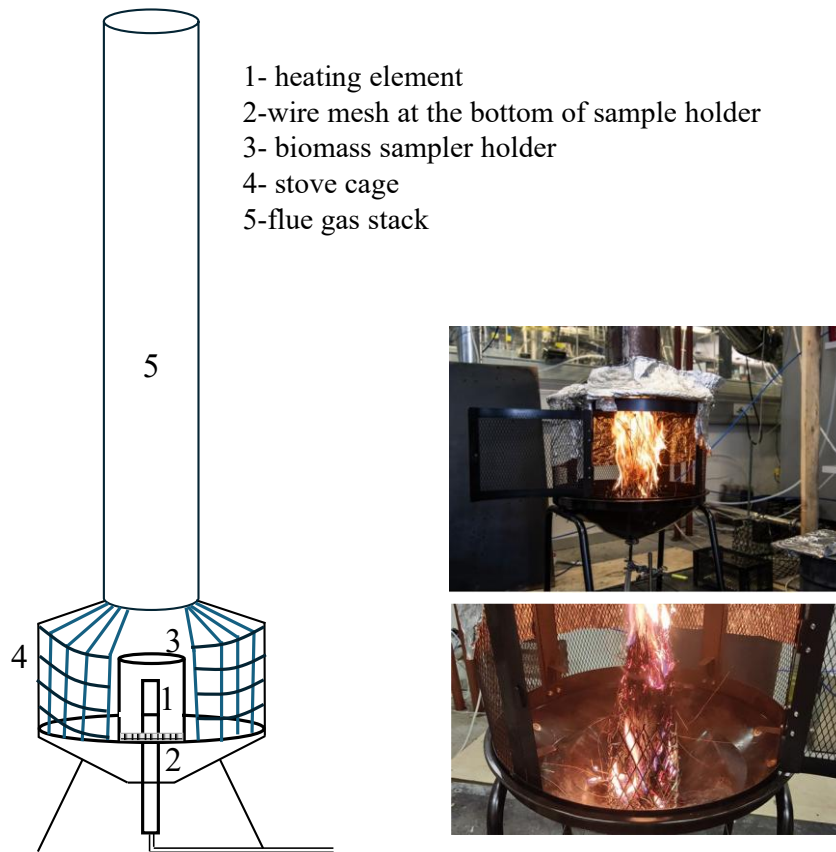 1- heating element
2-wire mesh at the bottom of sample holder
3- biomass sampler holder
4- stove cage
5-flue gas stack
5
3
4
1
2